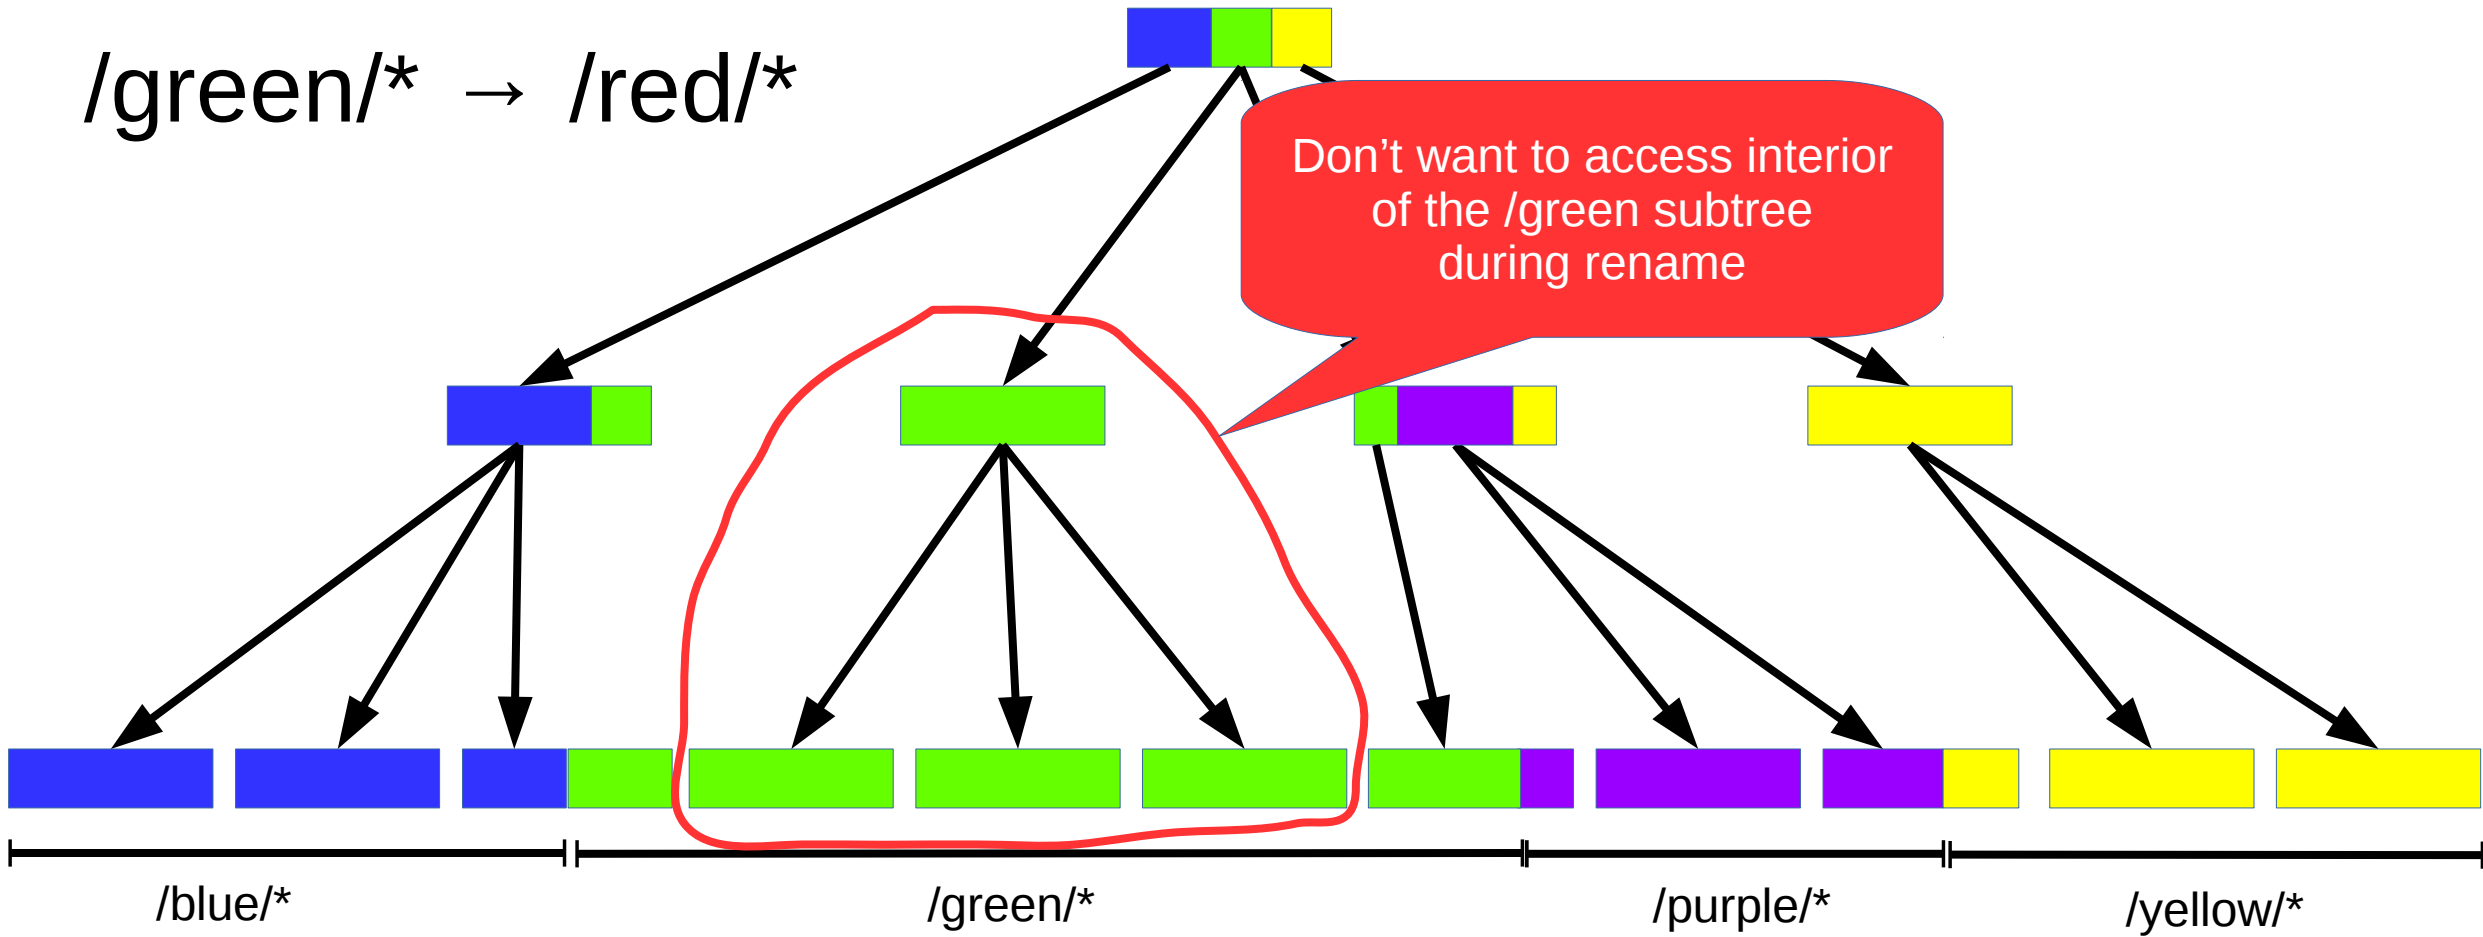 /green/* → /red/*
Don’t want to access interior
of the /green subtree
during rename
/blue/*
/green/*
/purple/*
/yellow/*